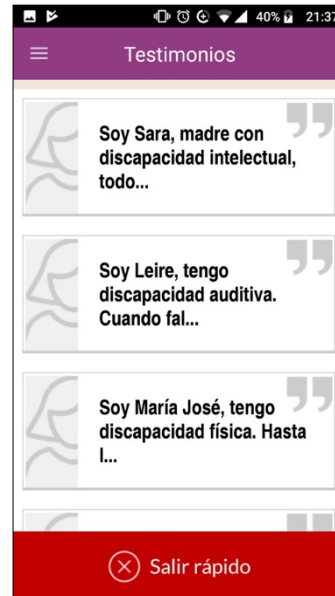 40% 21:37
Testimonios
Soy Sara, madre con
discapacidad intelectual,
todo...
Soy Leire, tengo
discapacidad auditiva.
Cuando fal...
Soy María José, tengo
discapacidad física. Hasta
l...
Salir rápido